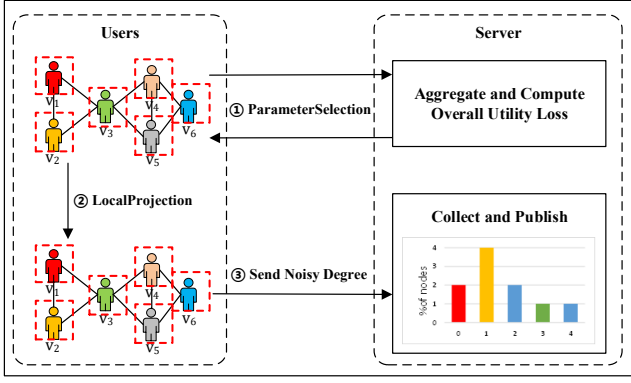 Users
Server
V1
V2
V3
V4
V5
V6
① ParameterSelection
Aggregate and Compute
Overall Utility Loss
② LocalProjection
V1
V2
V3
V4
V5
V6
③ Send Noisy Degree
Collect and Publish
%of nodes
4
3
2
1
0
0 1 2 3 4